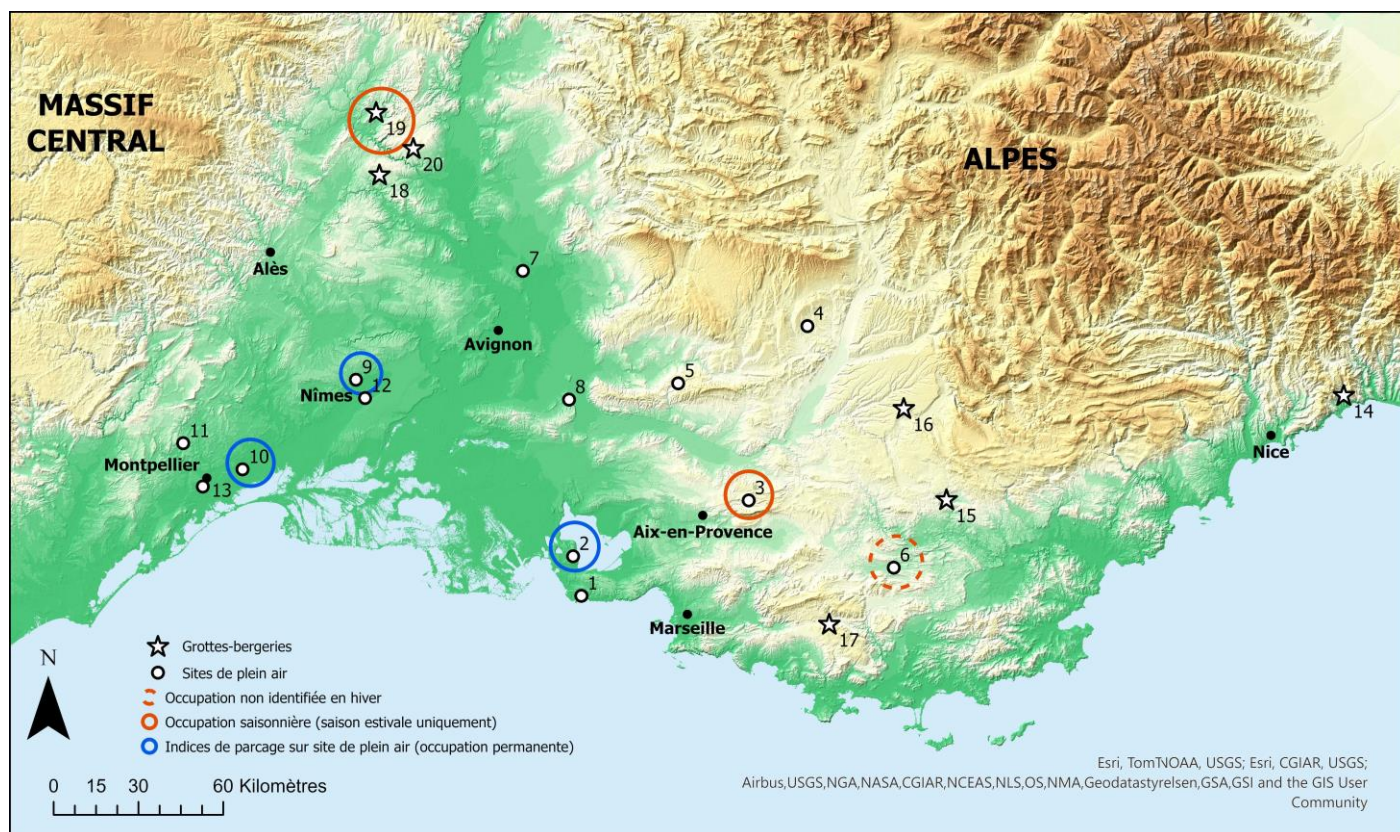 MASSIF
CENTRAL
19
20
18
ALPES
Alès
7
4
Avignon
5
9
12
Nîmes
8
14
16
11
Nice
Montpellier
10
13
3
15
Aix-en-Provence
2
6
1
Marseille
17
N
Grottes-bergeries
Sites de plein air
Occupation non identifiée en hiver
Occupation saisonnière (saison estivale uniquement)
Indices de parcage sur site de plein air (occupation permanente)
0 15 30 60 Kilomètres
Esri, TomTNOAA, USGS; Esri, CGIAR, USGS;
Airbus,USGS,NGA,NASA,CGIAR,NCEAS,NLS,OS,NMA,Geodatastyrelsen,GSA,GSI and the GIS User
Community